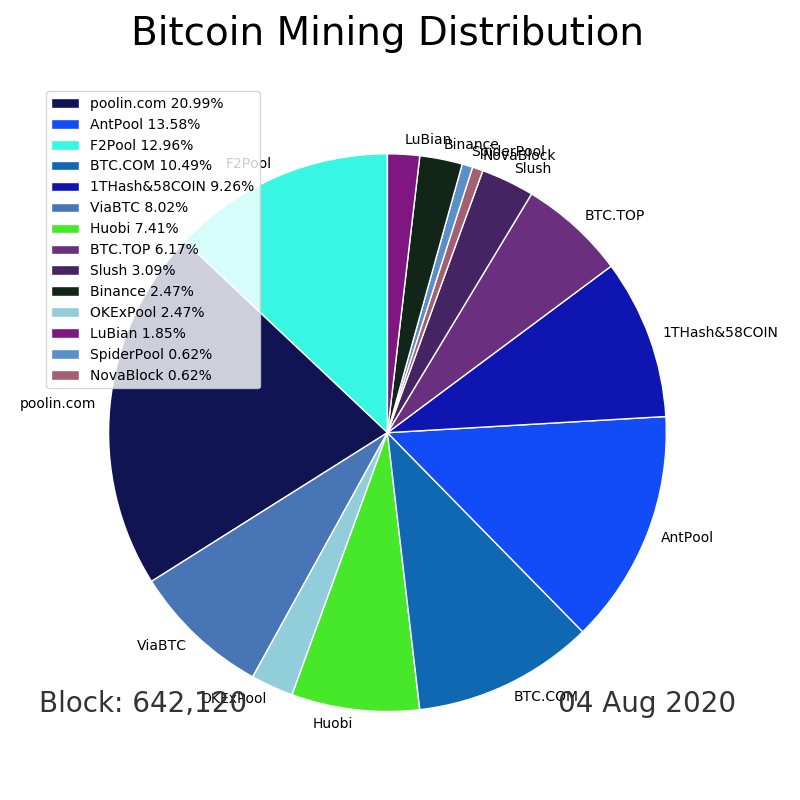 Bitcoin Mining Distribution
poolin.com 20.99%
AntPool 13.58%
F2Pool 12.96%
BTC.COM 10.49%
1THash&58COIN 9.26%
ViaBTC 8.02%
Huobi 7.41%
BTC.TOP 6.17%
Slush 3.09%
Binance 2.47%
OKExPool 2.47%
LuBian 1.85%
SpiderPool 0.62%
NovaBlock 0.62%
LuBian
Binance
SpiderPool
NovaBlock
Slush
F2Pool
BTC.TOP
1THash&58COIN
poolin.com
AntPool
ViaBTC
OKExPool
BTC.COM
Huobi
Block: 642,120
04 Aug 2020